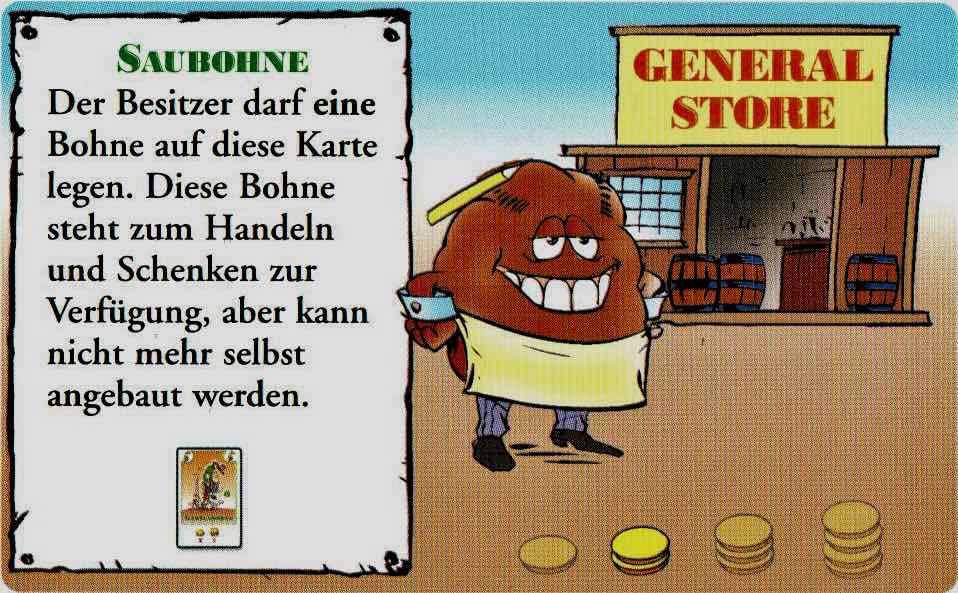 SAUBOHNE
Der Besitzer darf eine
Bohne auf diese Karte
legen. Diese Bohne
steht zum Handeln
und Schenken zur
Verfügung, aber kann
nicht mehr selbst
angebaut werden.
GENERAL
STORE